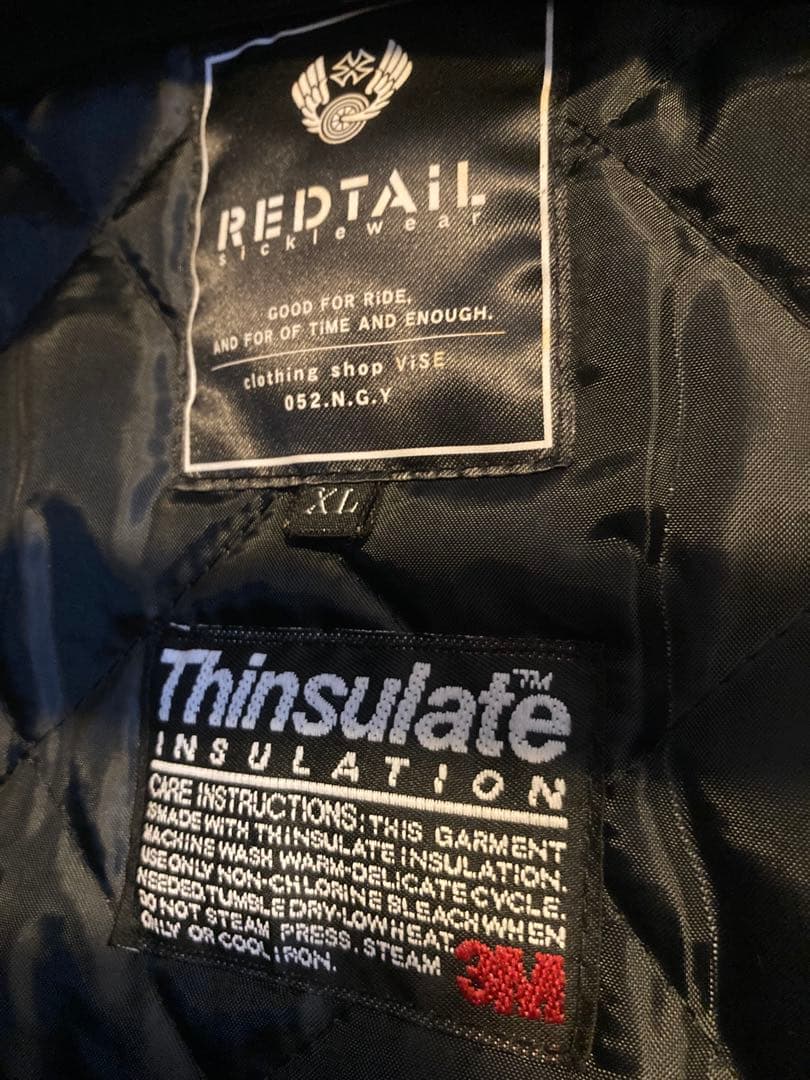 REDTAiL
sicklewear
GOOD FOR RiDE,
AND FOR OF TiME AND ENOUGH.
clothing shop ViSE
052.N.G.Y
XL
Thinsulate™
INSULATION
CARE INSTRUCTIONS: THIS GARMENT
SMADE WITH THINSULATE INSULATION.
MACHINE WASH WARM-DELICATE CYCLE.
USE ONLY NON-CHLORINE BLEACH WHEN
NEEDED TUMBLE DRY-LOW HEAT.
DO NOT STEAM PRESS. STEAM
ONLY OR COOL IRON.
3M